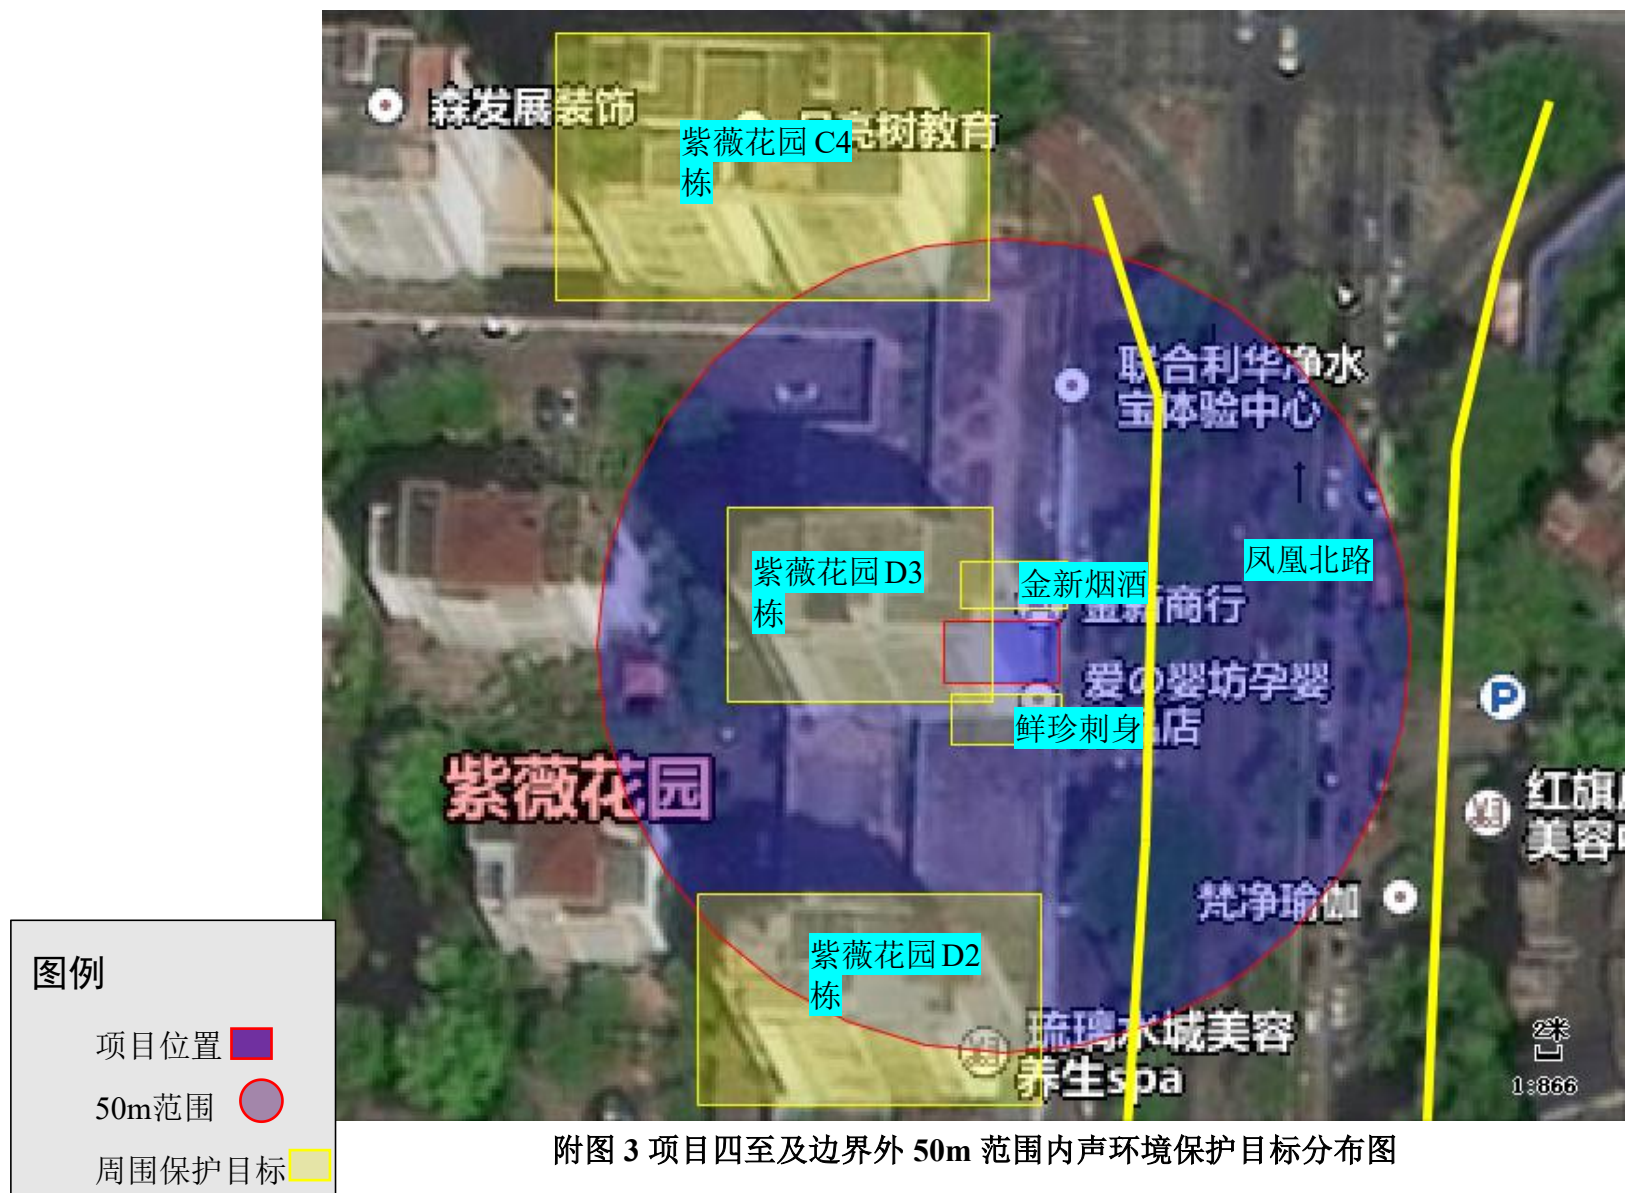 森发展装饰
亮树教育
紫薇花园 C4
栋
联合利华净水
宝体验中心
凤凰北路
紫薇花园 D3
栋
金新烟酒
金新商行
爱の婴坊孕婴
店
鲜珍刺身
P
紫薇花园
红旗
美容
梵净瑜伽
紫薇花园 D2
栋
琉璃水城美容
养生spa
2米
1:866
图例
项目位置
50m范围
周围保护目标
附图 3 项目四至及边界外 50m 范围内声环境保护目标分布图